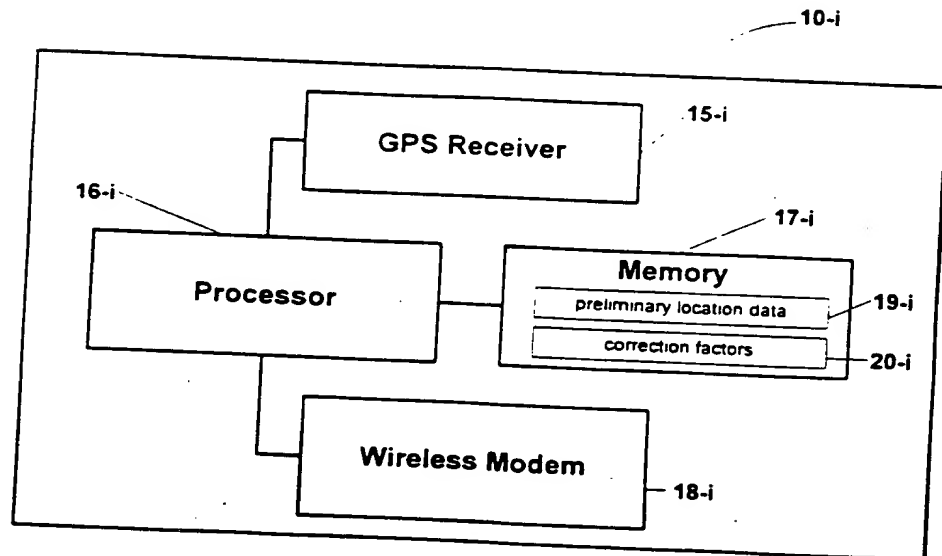 10-i
GPS Receiver
15-i
16-i
17-i
Processor
Memory
preliminary location data
19-i
correction factors
20-i
Wireless Modem
18-i